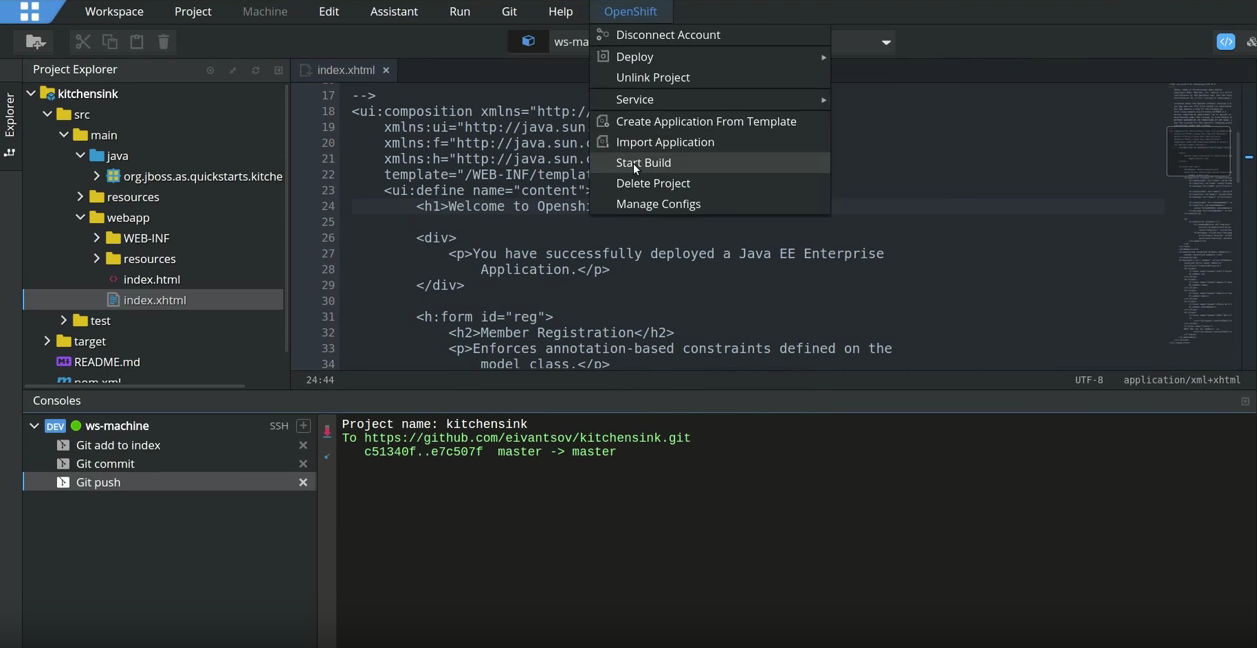 Workspace Project Machine Edit Assistant Run Git Help OpenShift
ws-ma
Disconnect Account
Deploy
Unlink Project
Service
Create Application From Template
Import Application
Start Build
Delete Project
Manage Configs
Explorer
Project Explorer
kitchensink
src
main
java
org.jboss.as.quickstarts.kitche
resources
webapp
WEB-INF
resources
index.html
index.xhtml
test
target
README.md
index.xhtml
17 -->
18 <ui:composition xmlns="http:/
19 xmlns:ui="http://java.sun.
20 xmlns:f="http://java.sun.c
21 xmlns:h="http://java.sun.c
22 template="/WEB-INF/templat
23 <ui:define name="content">
24 <h1>Welcome to Openshi
25
26 <div>
27 <p>You have successfully deployed a Java EE Enterprise
28 Application.</p>
29 </div>
30
31 <h:form id="reg">
32 <h2>Member Registration</h2>
33 <p>Enforces annotation-based constraints defined on the
34 model class.</p>
24:44 UTF-8 application/xml+xhtml
Consoles
DEV ws-machine SSH
Git add to index
Git commit
Git push
Project name: kitchensink
To https://github.com/eivantsov/kitchensink.git
c51340f..e7c507f master -> master